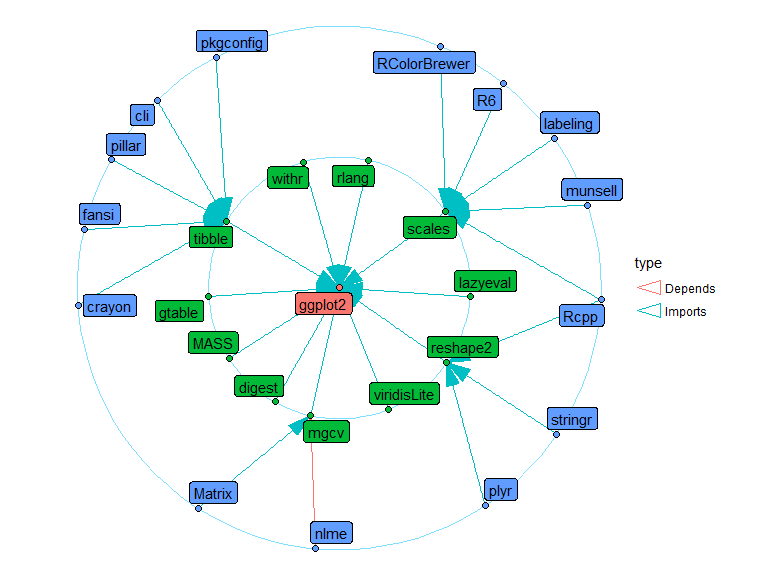 pkgconfig
RColorBrewer
R6
cli
labeling
pillar
withr
rlang
munsell
fansi
scales
tibble
type
lazyeval
Depends
crayon
gtable
ggplot2
Imports
Rcpp
MASS
reshape2
digest
viridisLite
stringr
mgcv
Matrix
plyr
nlme